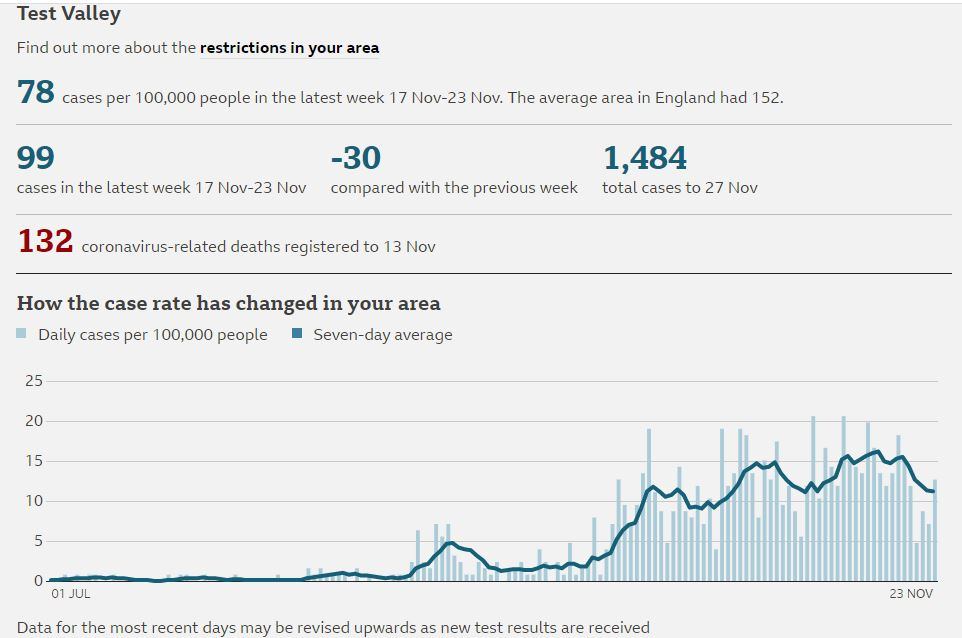 Test Valley
Find out more about the restrictions in your area
78 cases per 100,000 people in the latest week 17 Nov-23 Nov. The average area in England had 152.
99 -30 1,484
cases in the latest week 17 Nov-23 Nov compared with the previous week total cases to 27 Nov
132 coronavirus-related deaths registered to 13 Nov
How the case rate has changed in your area
Daily cases per 100,000 people Seven-day average
25
20
15
10
5
0
01 JUL 23 NOV
Data for the most recent days may be revised upwards as new test results are received